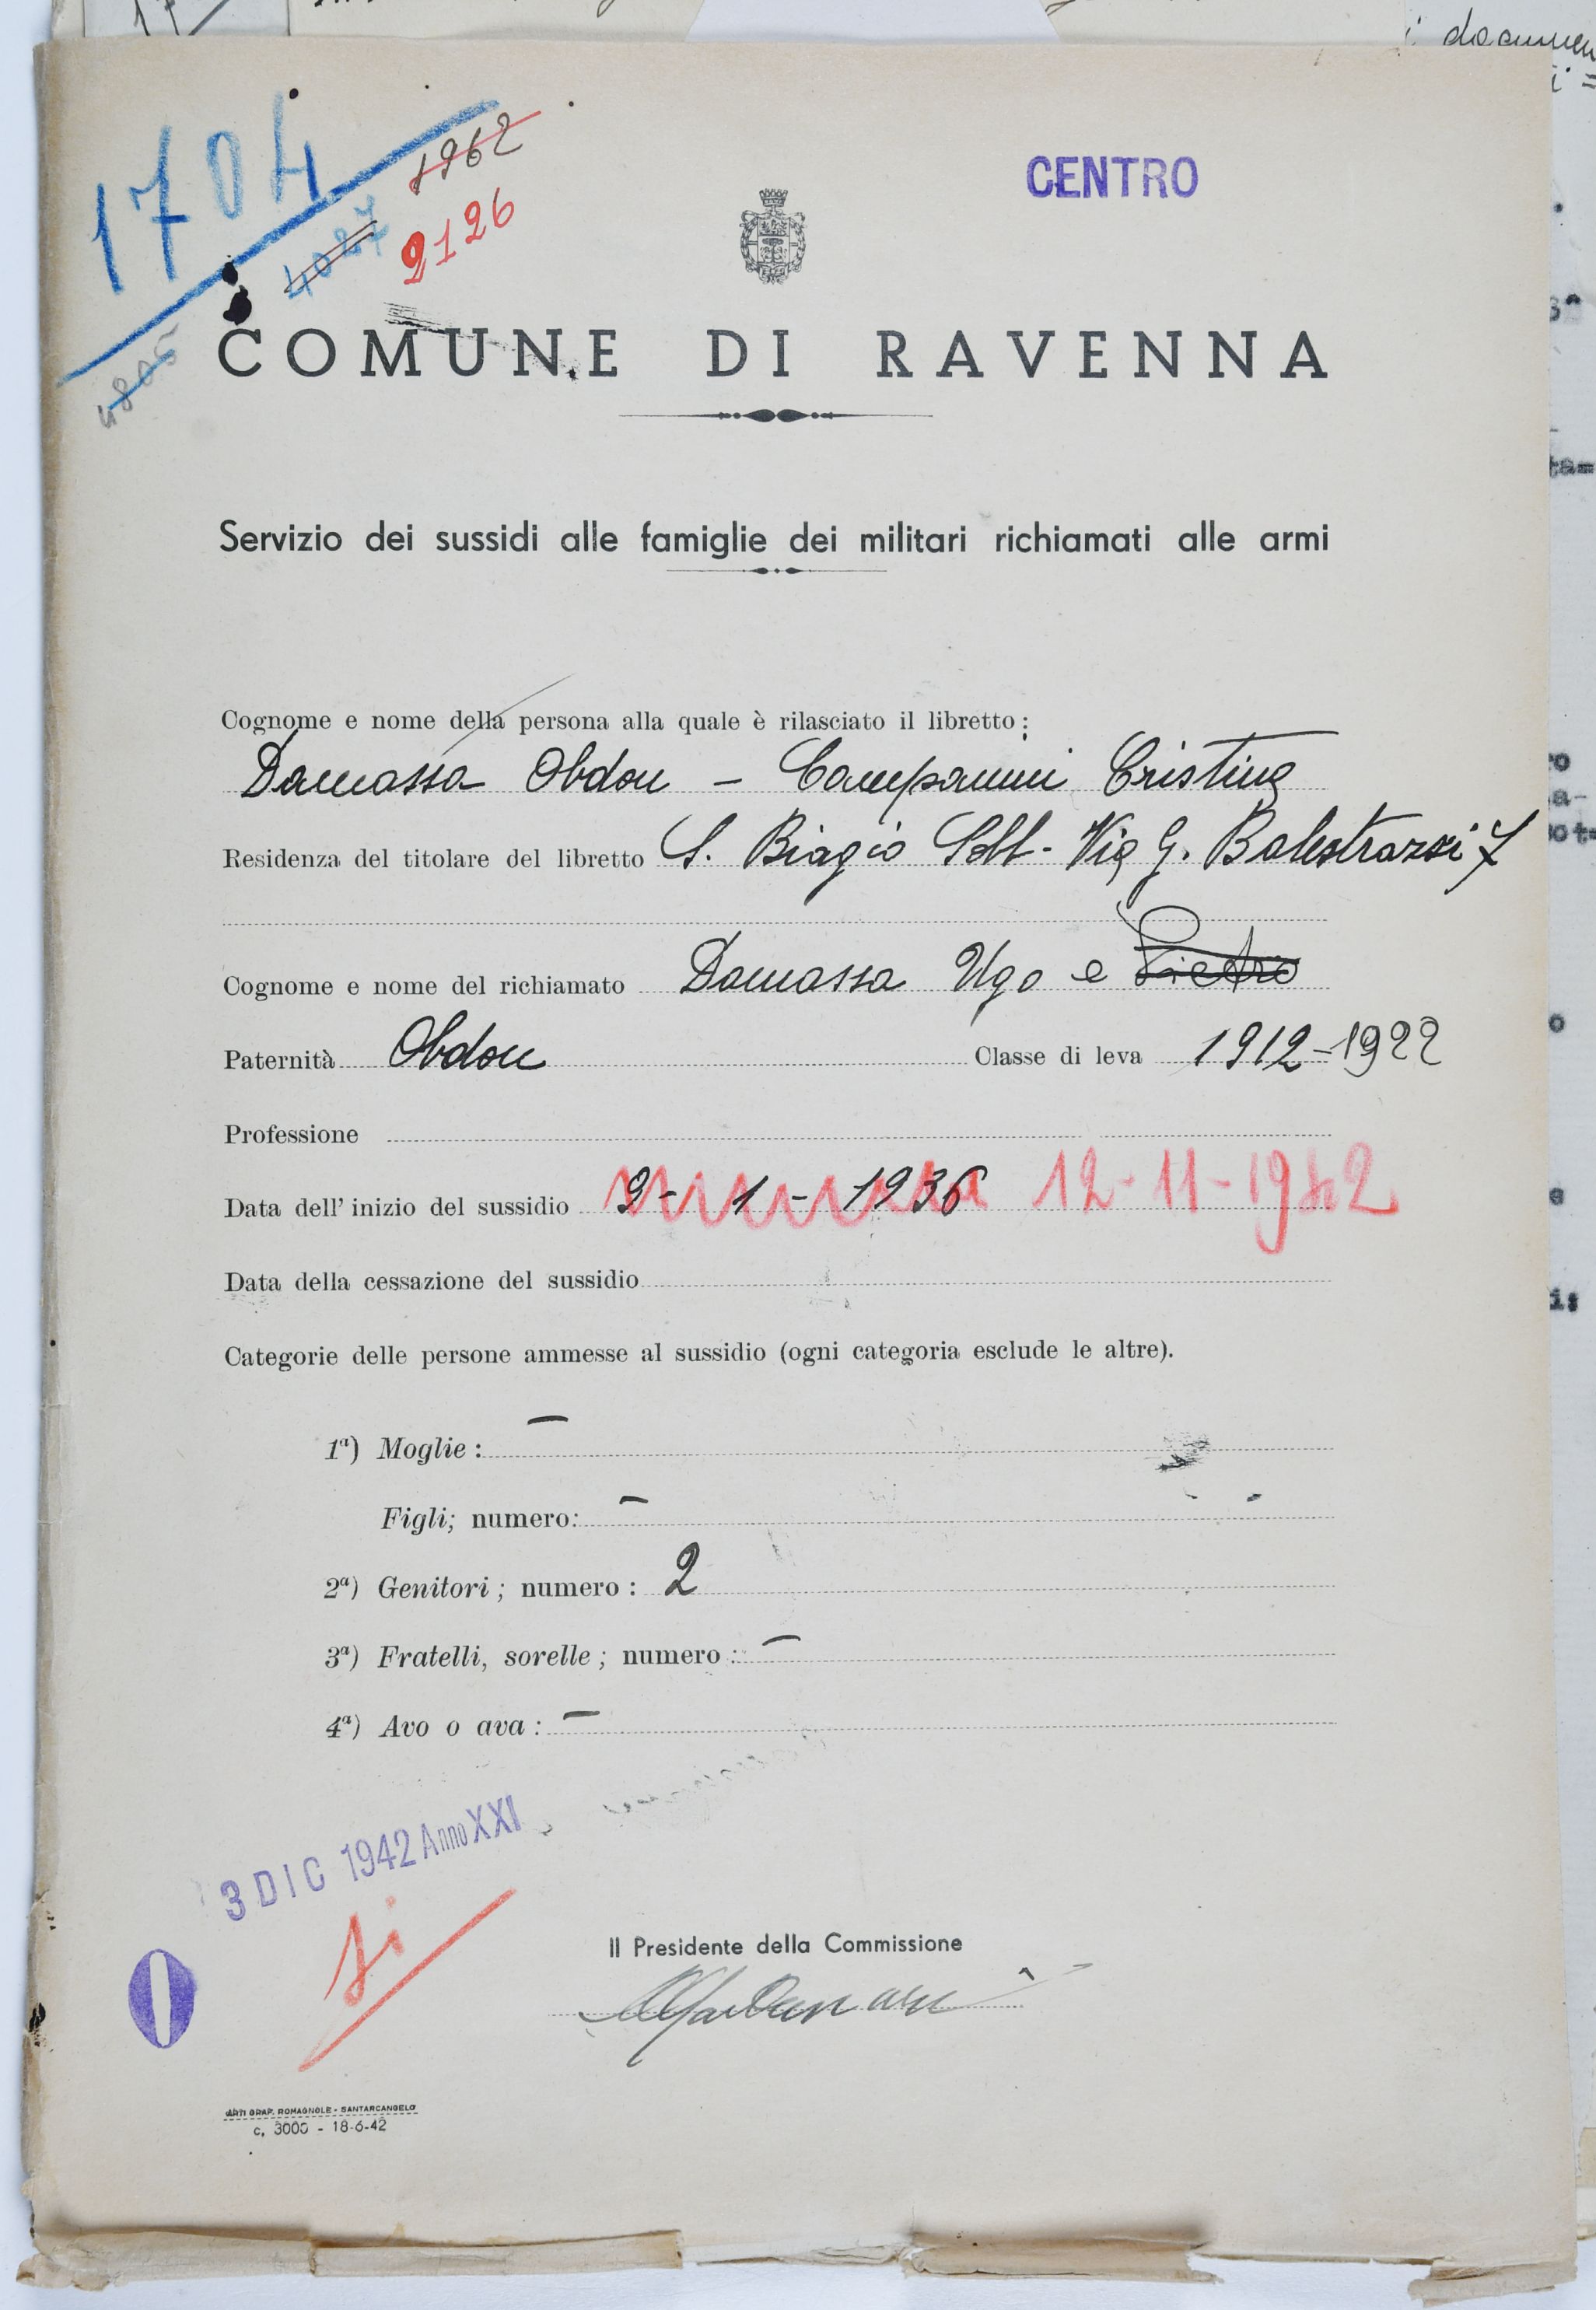 1704
1962
4027
2126
4805
CENTRO
COMUNE DI RAVENNA
Servizio dei sussidi alle famiglie dei militari richiamati alle armi
Cognome e nome della persona alla quale è rilasciato il libretto:
Damassa Obdon - Campanini Cristina
Residenza del titolare del libretto S. Biagio Sott. Via G. Balestrazzi 7
Cognome e nome del richiamato Damassa Ugo e Pietro
Paternità Obdon Classe di leva 1912-1922
Professione
Data dell'inizio del sussidio 9-1-1936 12-11-1942
Data della cessazione del sussidio
Categorie delle persone ammesse al sussidio (ogni categoria esclude le altre).
1ª) Moglie: —
Figli; numero: —
2ª) Genitori; numero: 2
3ª) Fratelli, sorelle; numero: —
4ª) Avo o ava: —
3 DIC 1942 Anno XXI
si
Il Presidente della Commissione
0
ARTI GRAF. ROMAGNOLE - SANTARCANGELO
c. 3000 - 18-6-42